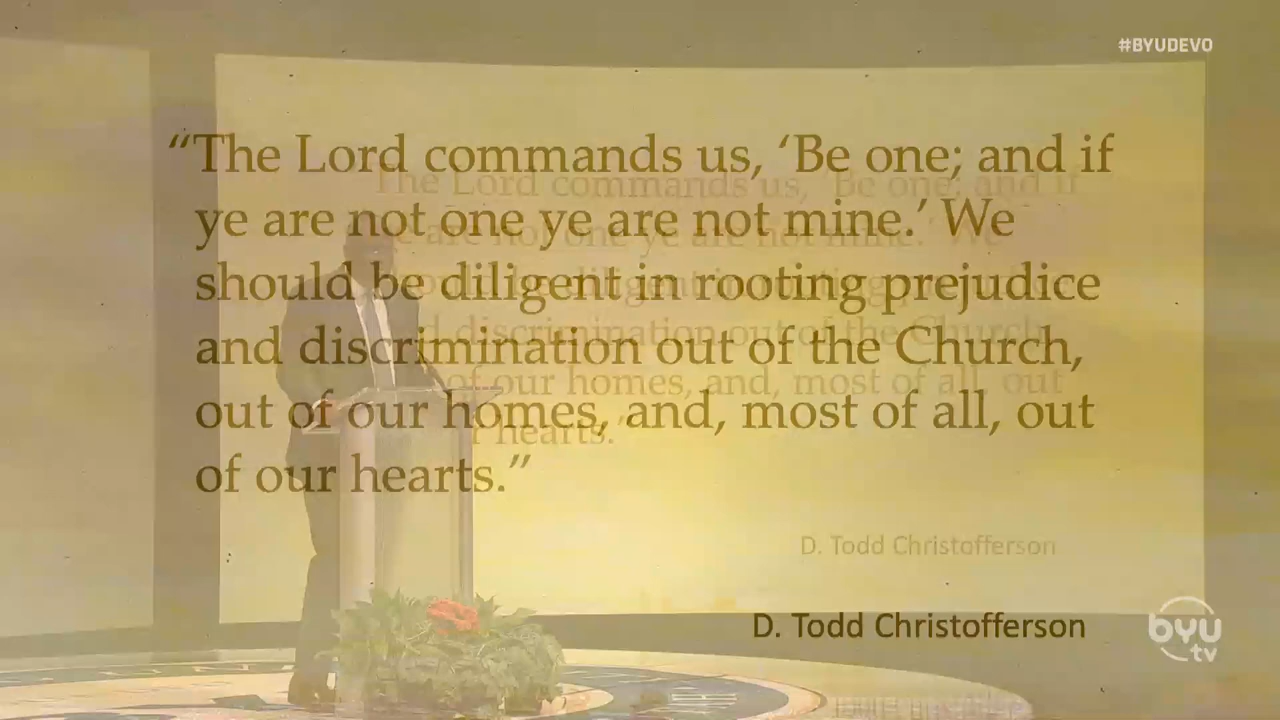 #BYUDEVO
“The Lord commands us, ‘Be one; and if
ye are not one ye are not mine.’ We
should be diligent in rooting prejudice
and discrimination out of the Church,
out of our homes, and, most of all, out
of our hearts.”
D. Todd Christofferson
D. Todd Christofferson
byu
tv